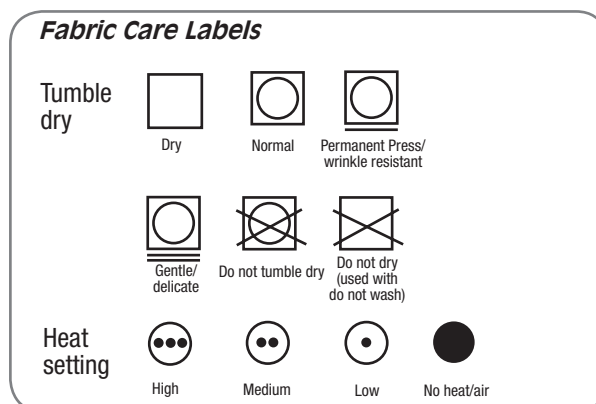 Fabric Care Labels
Tumble
dry
Dry
Normal
Permanent Press/
wrinkle resistant
Gentle/
delicate
Do not tumble dry
Do not dry
(used with
do not wash)
Heat
setting
High
Medium
Low
No heat/air